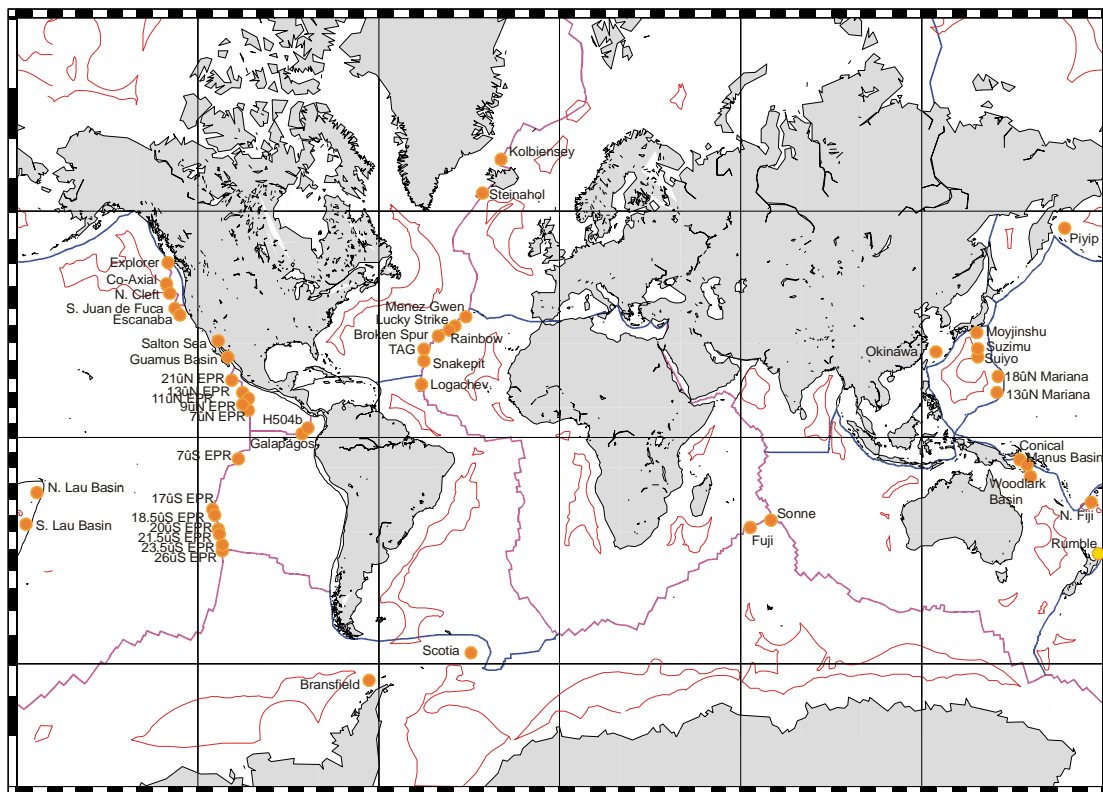 Kolbiensey
Steinahol
Piyip
Explorer
Co-Axial
N. Cleft
S. Juan de Fuca
Escanaba
Menez Gwen
Lucky Strike
Broken Spur
Rainbow
TAG
Snakepit
Logachev
Salton Sea
Guamus Basin
21ûN EPR
13ûN EPR
11ûN EPR
9ûN EPR
7ûN EPR
H504b
Galapagos
7ûS EPR
Moyjinshu
Okinawa
Suzimu
Suiyo
18ûN Mariana
13ûN Mariana
Conical
Manus Basin
Woodlark
Basin
N. Fiji
Rumble
N. Lau Basin
S. Lau Basin
17ûS EPR
18.5ûS EPR
20ûS EPR
21.5ûS EPR
23.5ûS EPR
26ûS EPR
Sonne
Fuji
Scotia
Bransfield